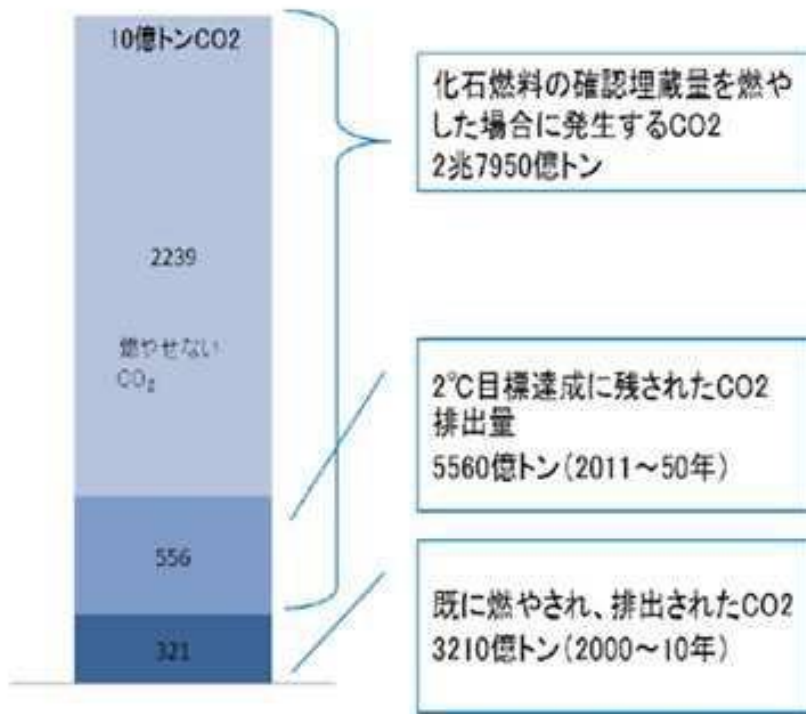 10億トンCO2
2239
燃やせない
CO₂
556
321
化石燃料の確認埋蔵量を燃や
した場合に発生するCO2
2兆7950億トン
2℃目標達成に残されたCO2
排出量
5560億トン(2011～50年)
既に燃やされ、排出されたCO2
3210億トン(2000～10年)